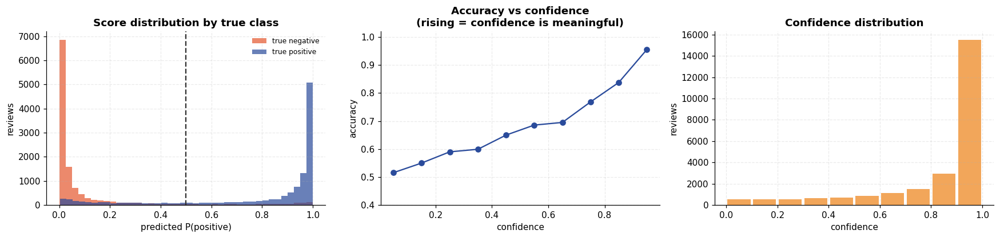 Score distribution by true class
7000
6000
5000
4000
3000
2000
1000
0
reviews
0.0 0.2 0.4 0.6 0.8 1.0
predicted P(positive)
true negative
true positive
Accuracy vs confidence
(rising = confidence is meaningful)
1.0
0.9
0.8
0.7
0.6
0.5
0.4
accuracy
0.2 0.4 0.6 0.8
confidence
Confidence distribution
16000
14000
12000
10000
8000
6000
4000
2000
0
reviews
0.0 0.2 0.4 0.6 0.8 1.0
confidence